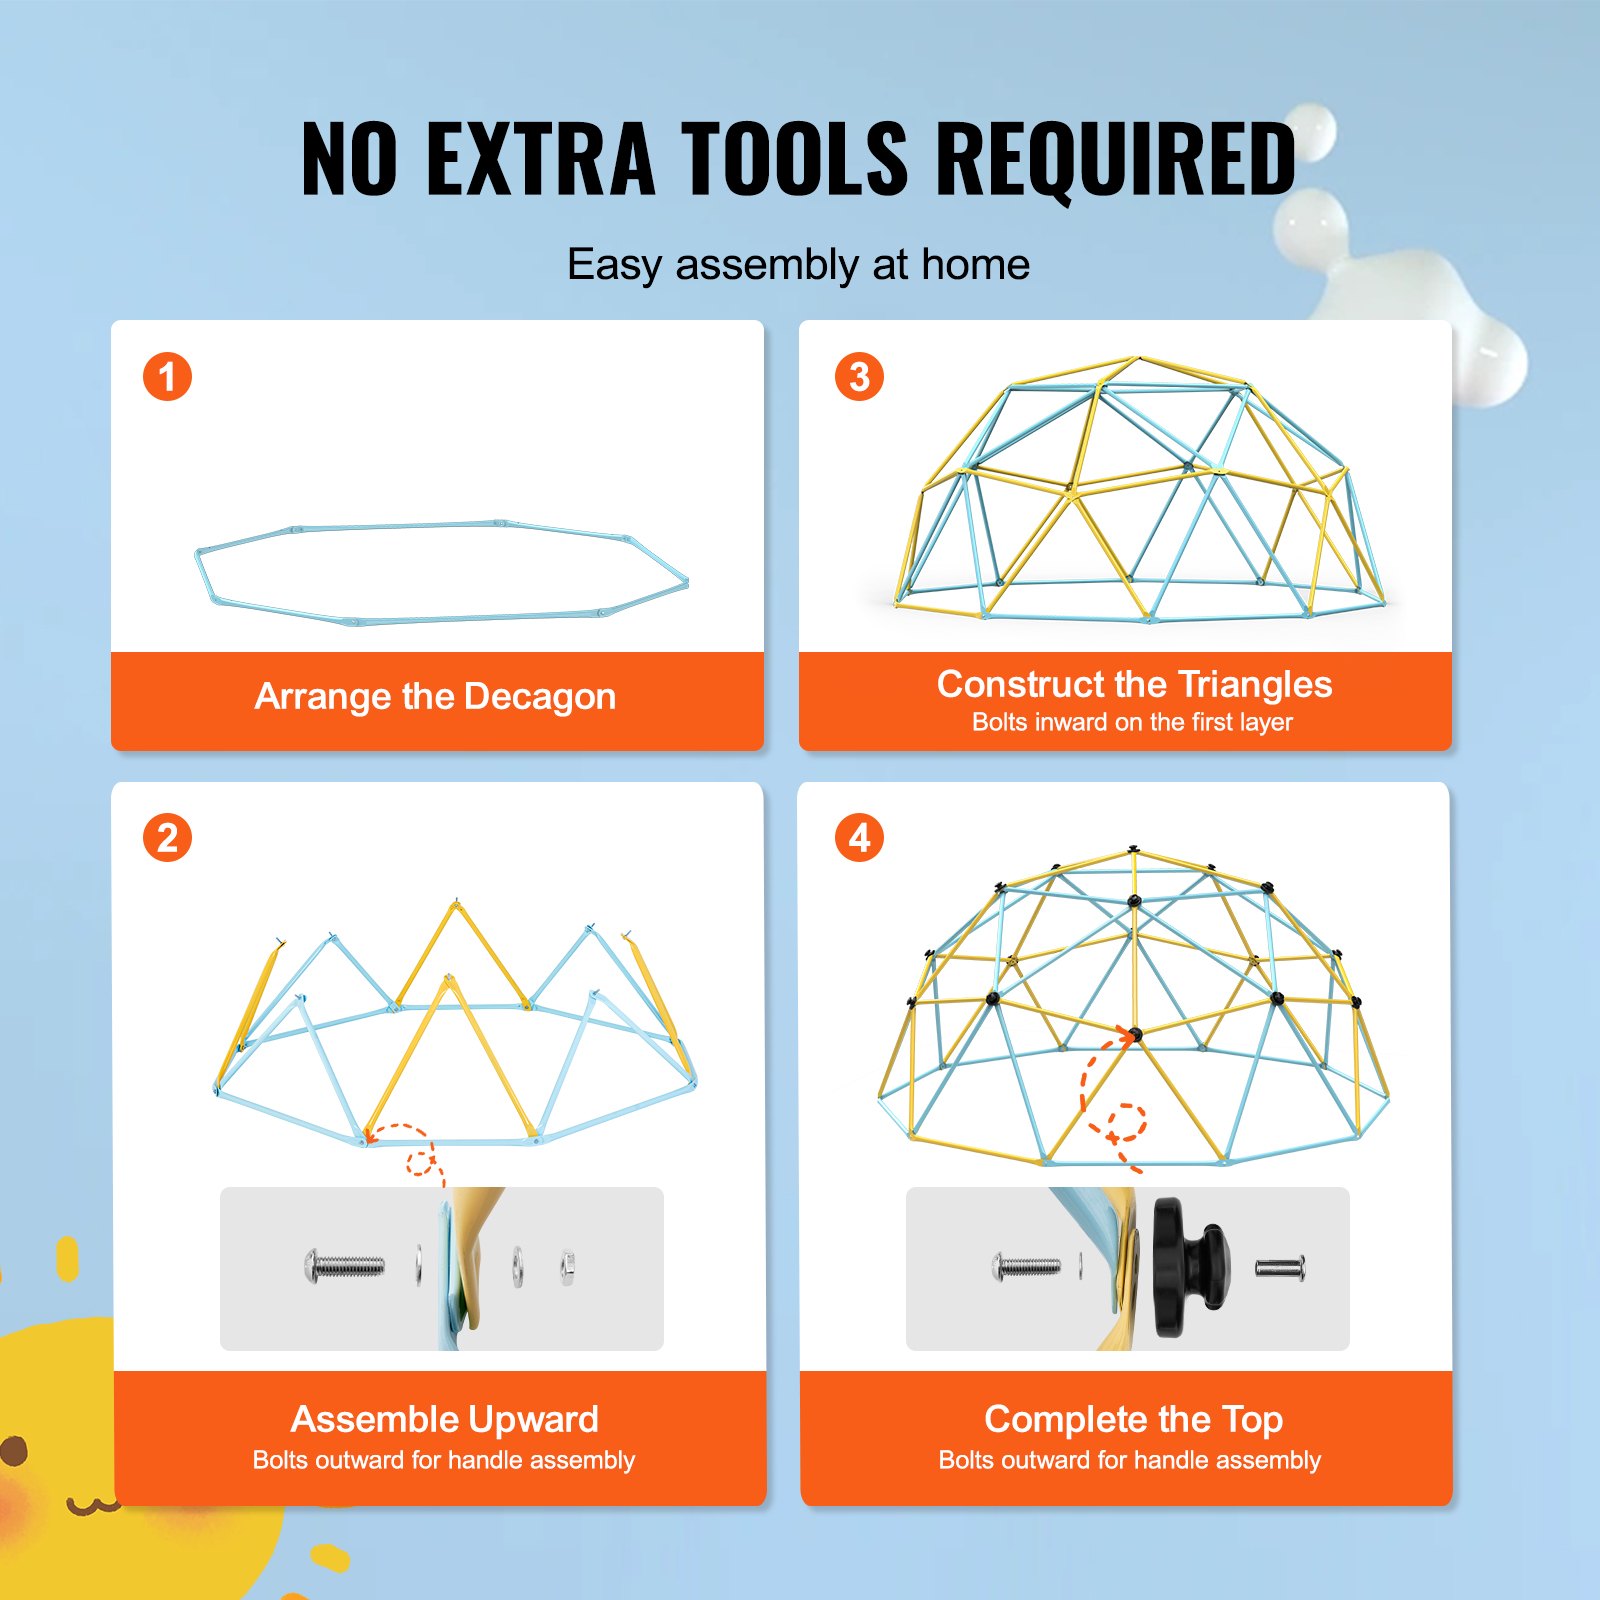 NO EXTRA TOOLS REQUIRED
Easy assembly at home
1
Arrange the Decagon
3
Construct the Triangles
Bolts inward on the first layer
2
Assemble Upward
Bolts outward for handle assembly
4
Complete the Top
Bolts outward for handle assembly